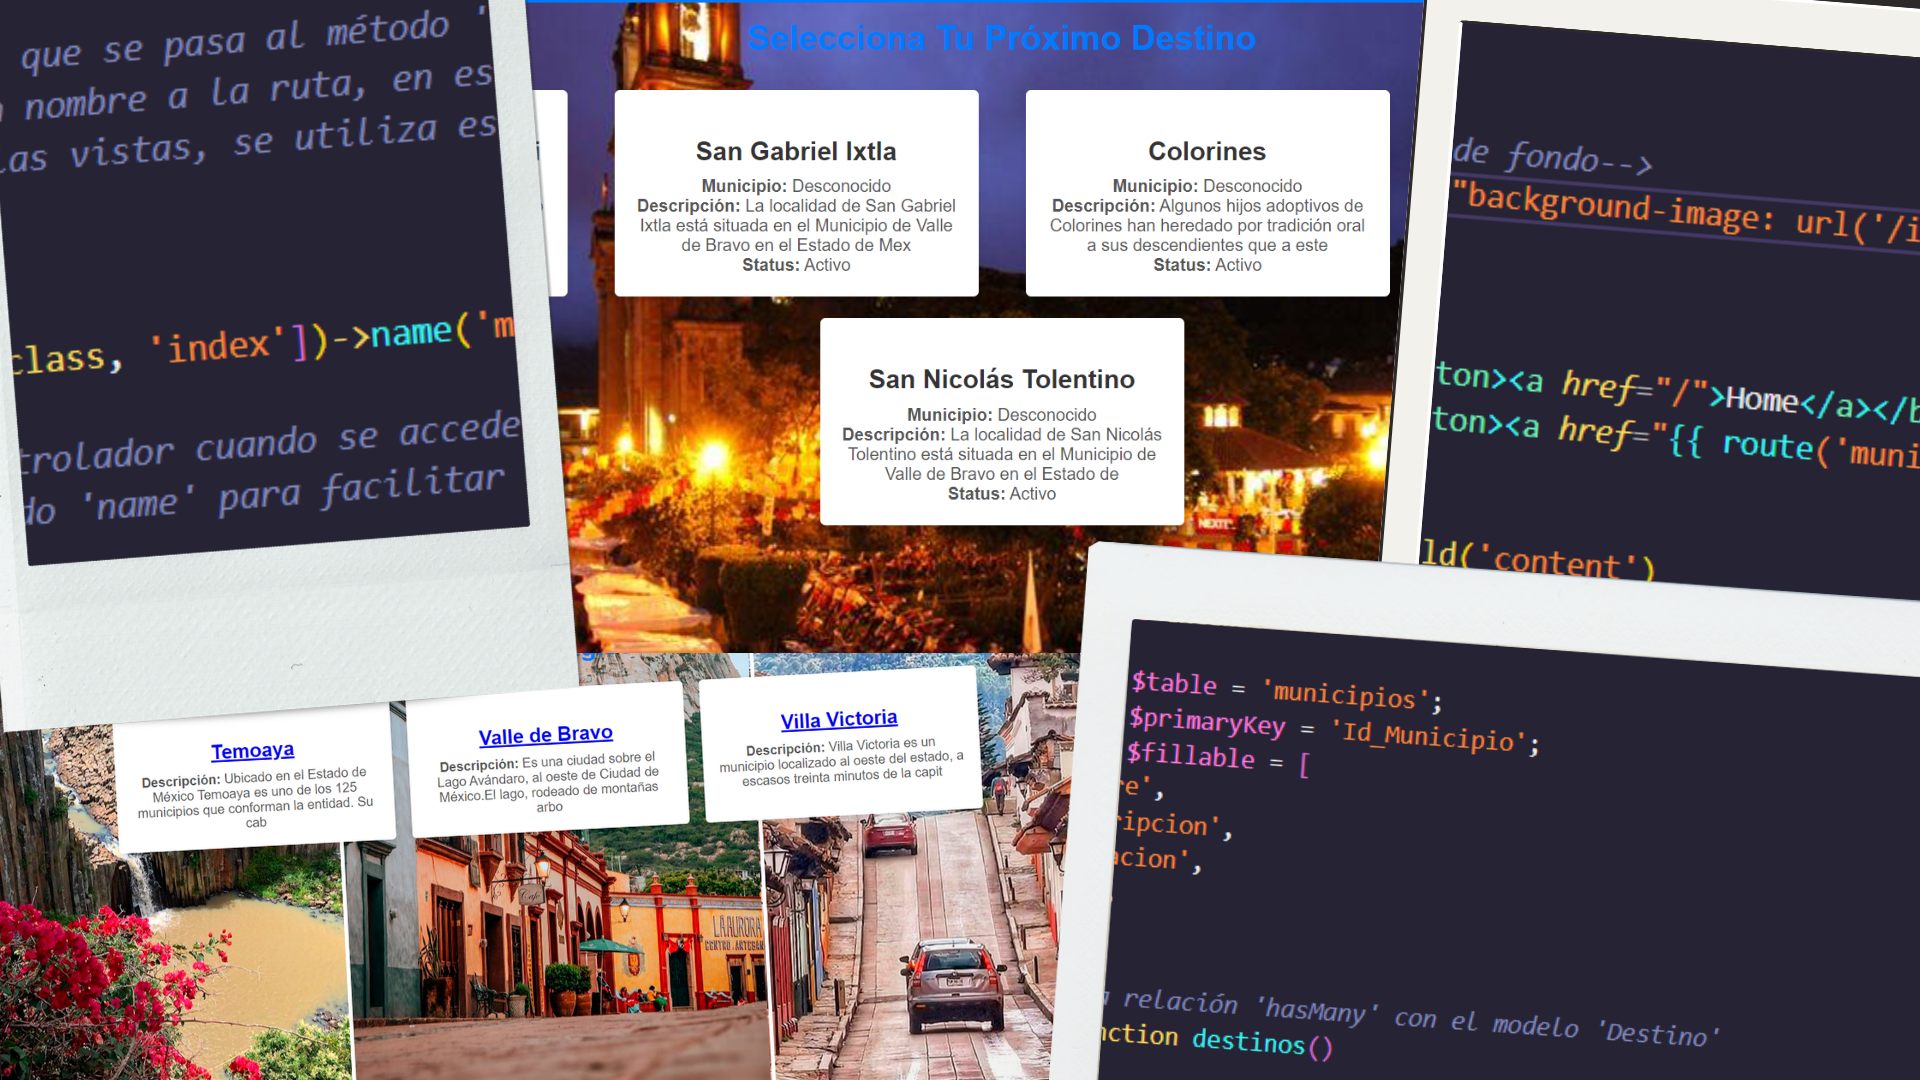 que se pasa al método '
nombre a la ruta, en es
las vistas, se utiliza es
class, 'index'])->name('m
trolador cuando se accede
do 'name' para facilitar
Selecciona Tu Próximo Destino
San Gabriel Ixtla
Municipio: Desconocido
Descripción: La localidad de San Gabriel
Ixtla está situada en el Municipio de Valle
de Bravo en el Estado de Mex
Status: Activo
Colorines
Municipio: Desconocido
Descripción: Algunos hijos adoptivos de
Colorines han heredado por tradición oral
a sus descendientes que a este
Status: Activo
San Nicolás Tolentino
Municipio: Desconocido
Descripción: La localidad de San Nicolás
Tolentino está situada en el Municipio de
Valle de Bravo en el Estado de
Status: Activo
NEXT!
de fondo-->
"background-image: url('/i
ton><a href="/">Home</a></b
ton><a href="{{ route('muni
ld('content')
Temoaya
Descripción: Ubicado en el Estado de
México Temoaya es uno de los 125
municipios que conforman la entidad. Su
cab
Valle de Bravo
Descripción: Es una ciudad sobre el
Lago Avándaro, al oeste de Ciudad de
México.El lago, rodeado de montañas
arbo
Villa Victoria
Descripción: Villa Victoria es un
municipio localizado al oeste del estado, a
escasos treinta minutos de la capit
Café
LA AURORA
CENTRO ARTESAN
$table = 'municipios';
$primaryKey = 'Id_Municipio';
$fillable = [
re',
ripcion',
acion',
relación 'hasMany' con el modelo 'Destino'
nction destinos()